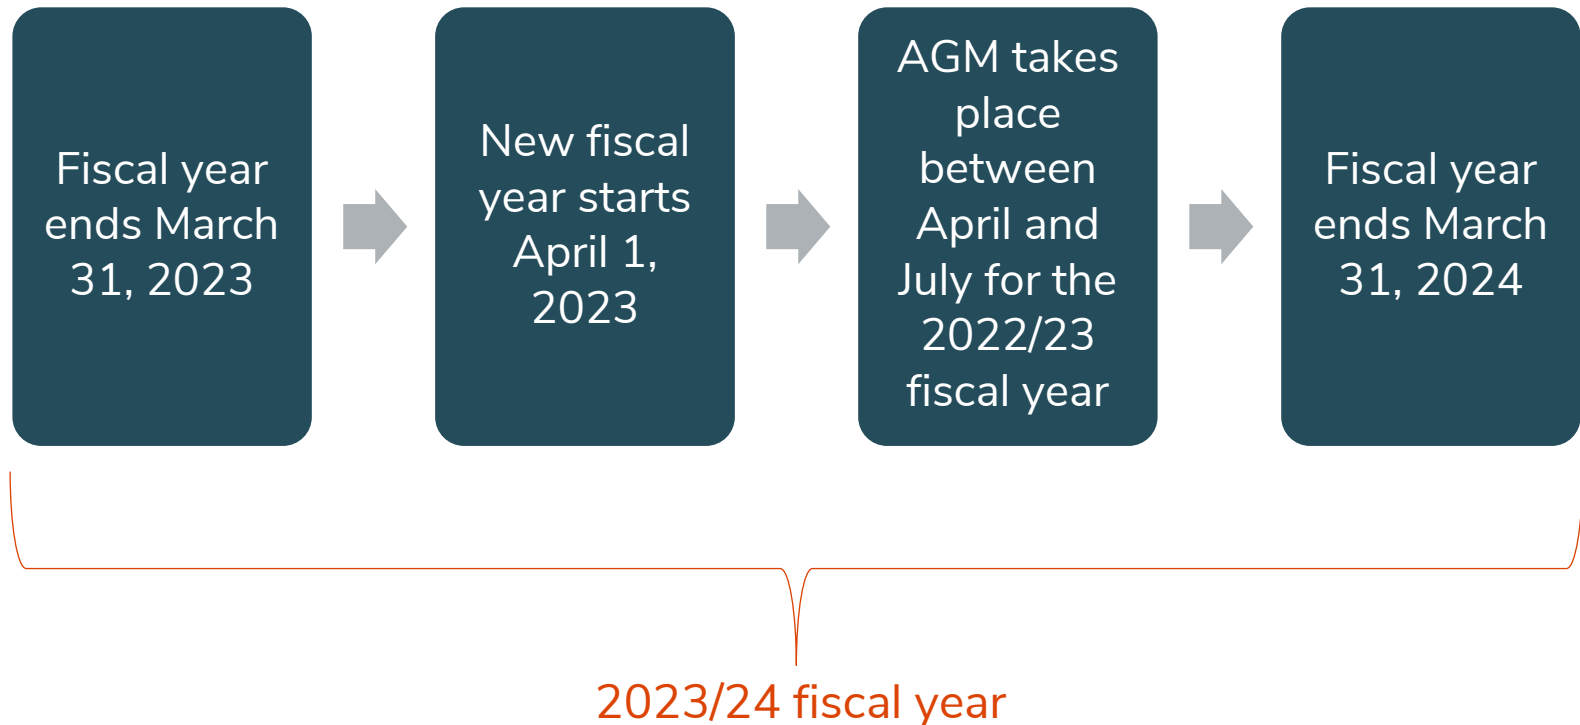 Fiscal year
ends March
31, 2023
New fiscal
year starts
April 1,
2023
AGM takes
place
between
April and
July for the
2022/23
fiscal year
Fiscal year
ends March
31, 2024
2023/24 fiscal year